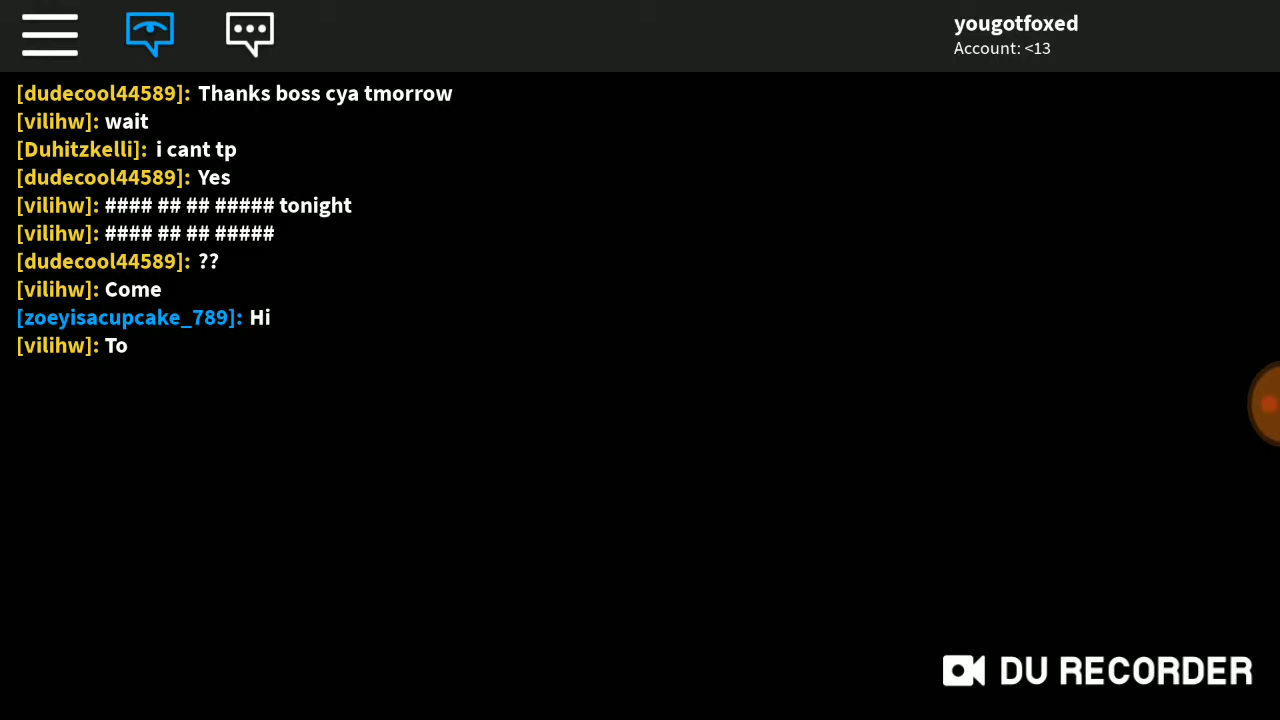 yougotfoxed
Account: <13
[dudecool44589]: Thanks boss cya tmorrow
[vilihw]: wait
[Duhitzkelli]: i cant tp
[dudecool44589]: Yes
[vilihw]: #### ## ## ##### tonight
[vilihw]: #### ## ## #####
[dudecool44589]: ??
[vilihw]: Come
[zoeyisacupcake_789]: Hi
[vilihw]: To
DU RECORDER